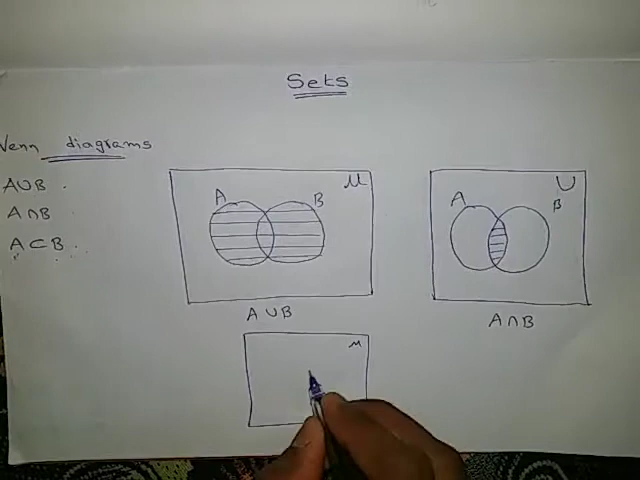 Sets
Venn diagrams
A∪B.
A∩B
A⊂B.
μ
A
B
A∪B
U
A
B
A∩B
μ